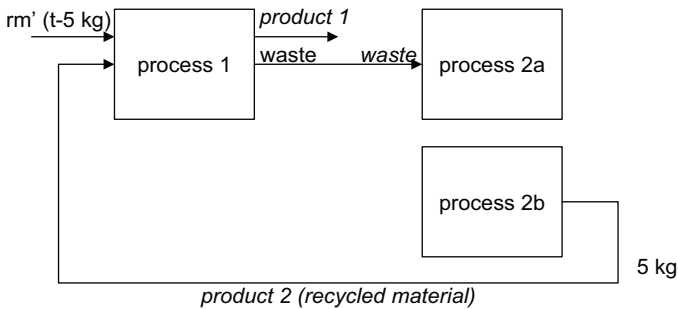 rm’ (t-5 kg)
product 1
process 1
waste
waste
process 2a
process 2b
5 kg
product 2 (recycled material)